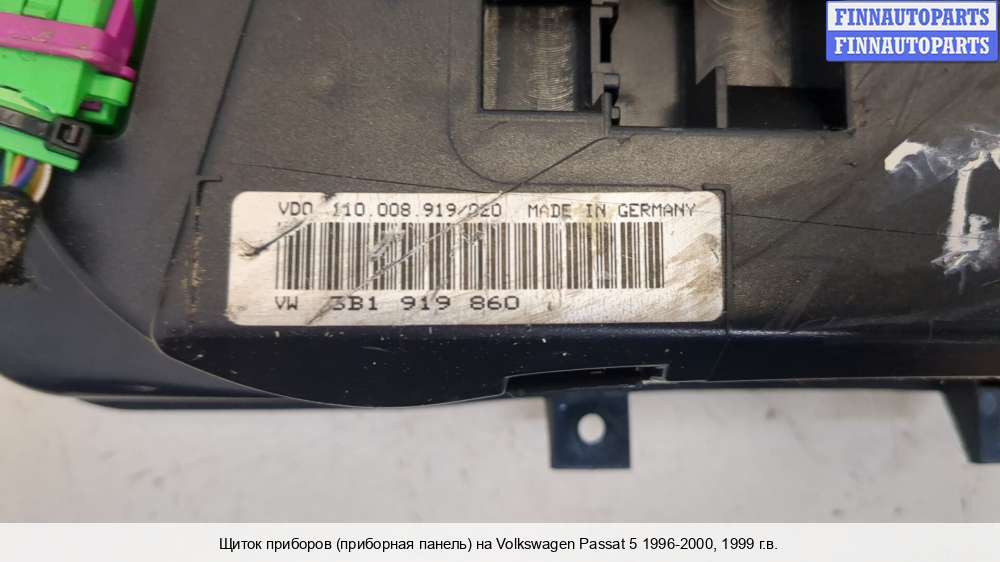 FINNAUTOPARTS
FINNAUTOPARTS
VDO 110.008.919/020 MADE IN GERMANY
VW 3B1 919 860
Щиток приборов (приборная панель) на Volkswagen Passat 5 1996-2000, 1999 г.в.